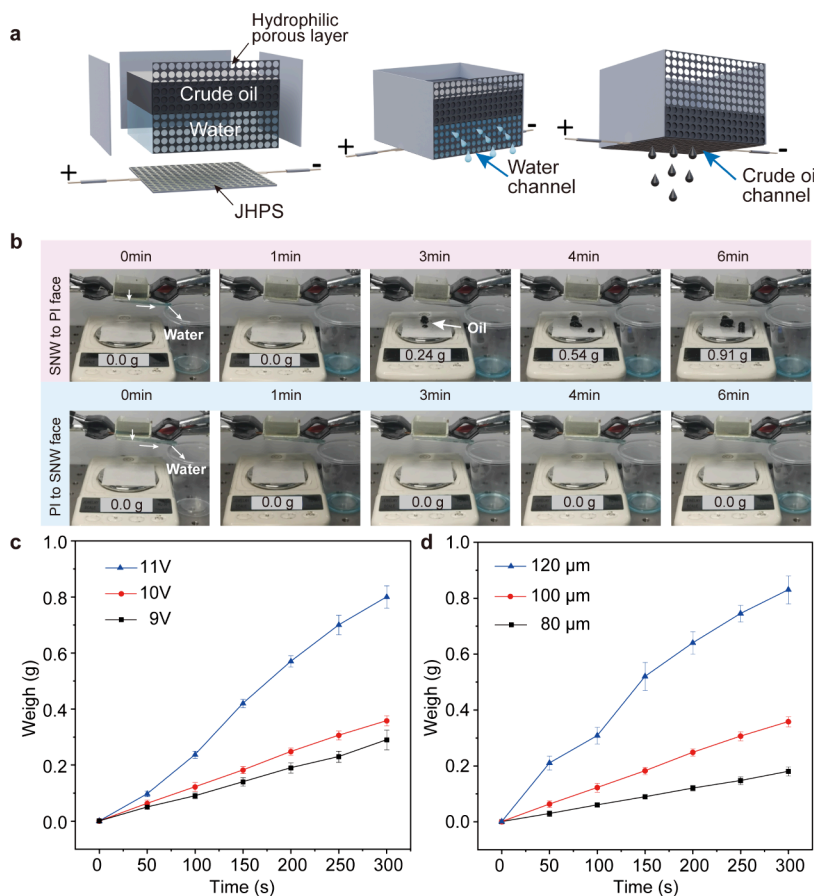 a
Hydrophilic
porous layer
Crude oil
Water
+
-
JHPS
+
-
Water
channel
+
-
Crude oi
channel
b
SNW to PI face
0min
1min
3min
4min
6min
Water
Oil
0.0 g
0.0 g
0.24 g
0.54 g
0.91 g
PI to SNW face
0min
1min
3min
4min
6min
Water
0.0 g
0.0 g
0.0 g
0.0 g
0.0 g
c
11V
10V
9V
Weigh (g)
1.0
0.8
0.6
0.4
0.2
0.0
0 50 100 150 200 250 300
Time (s)
d
120 µm
100 µm
80 µm
Weigh (g)
1.0
0.8
0.6
0.4
0.2
0.0
0 50 100 150 200 250 300
Time (s)